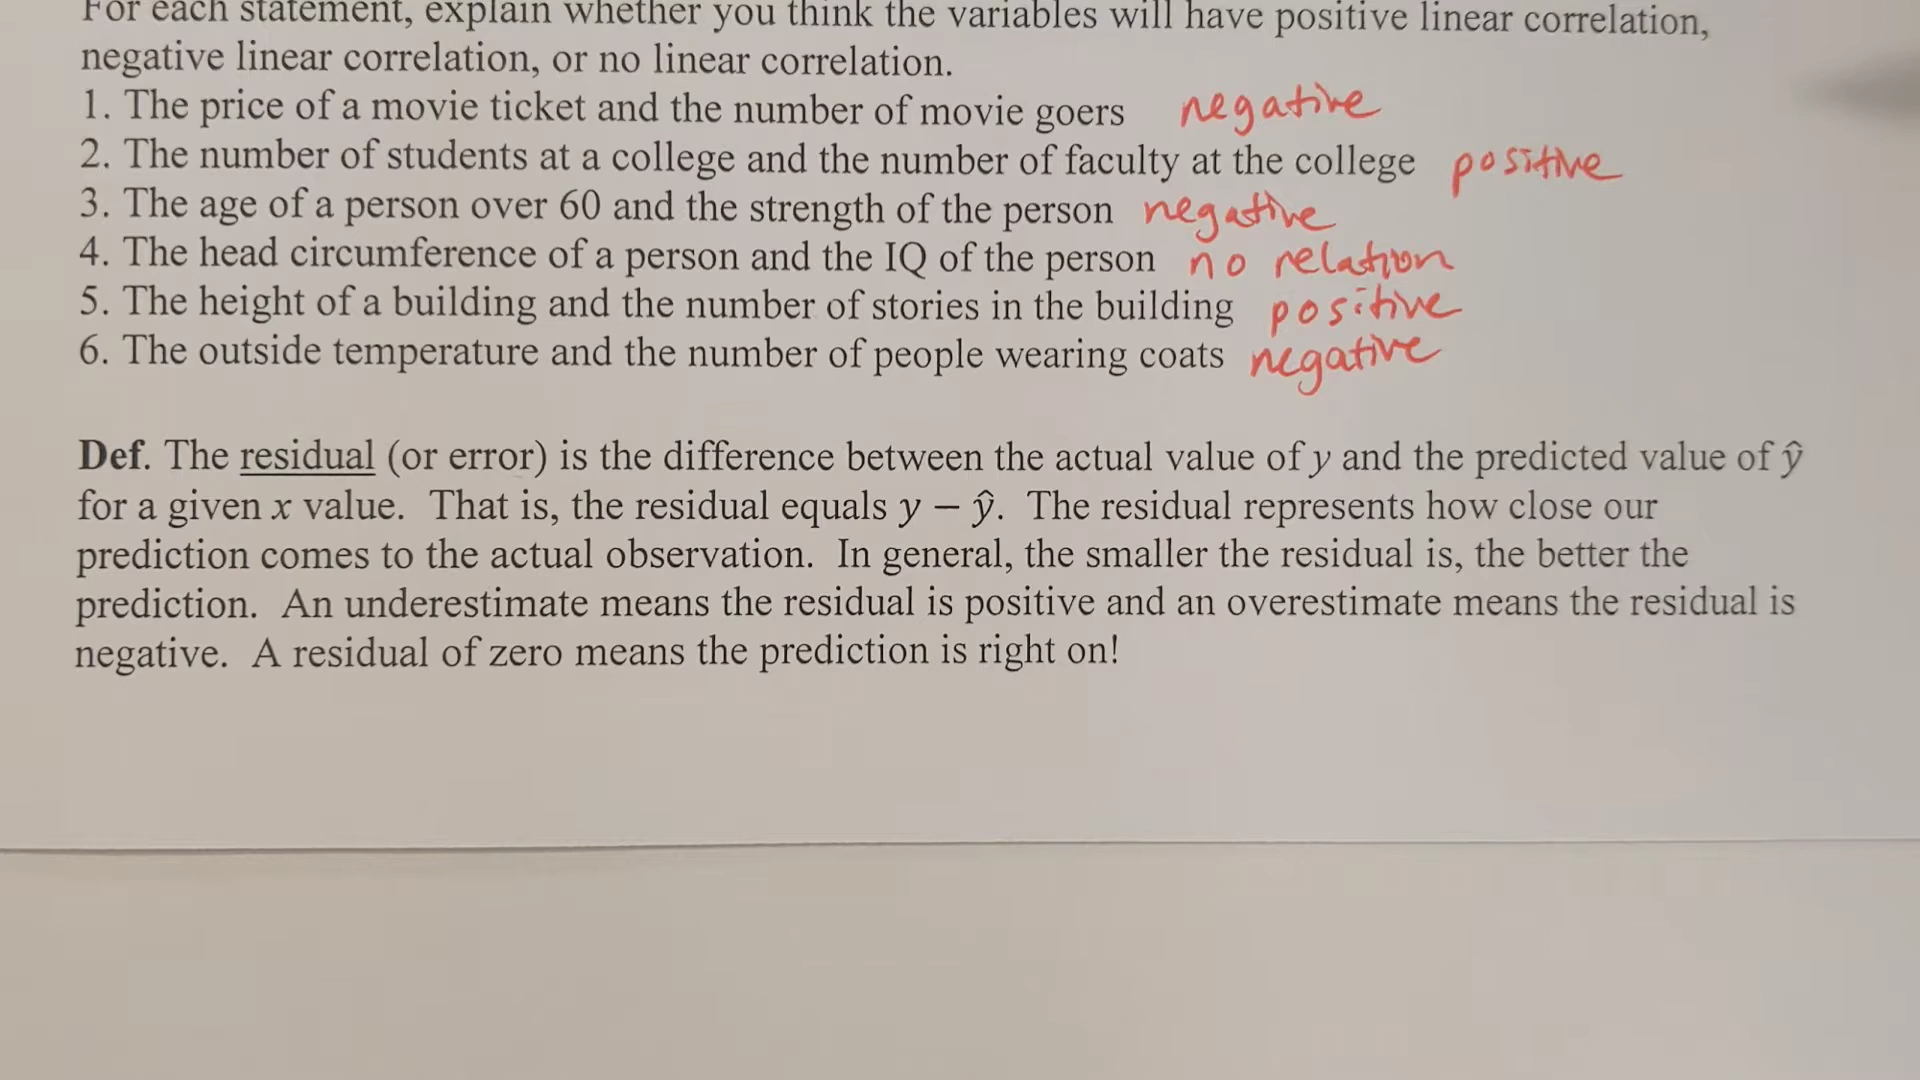 For each statement, explain whether you think the variables will have positive linear correlation,
negative linear correlation, or no linear correlation.
1. The price of a movie ticket and the number of movie goers negative
2. The number of students at a college and the number of faculty at the college positive
3. The age of a person over 60 and the strength of the person negative
4. The head circumference of a person and the IQ of the person no relation
5. The height of a building and the number of stories in the building positive
6. The outside temperature and the number of people wearing coats negative
Def. The residual (or error) is the difference between the actual value of y and the predicted value of ŷ
for a given x value. That is, the residual equals y − ŷ. The residual represents how close our
prediction comes to the actual observation. In general, the smaller the residual is, the better the
prediction. An underestimate means the residual is positive and an overestimate means the residual is
negative. A residual of zero means the prediction is right on!